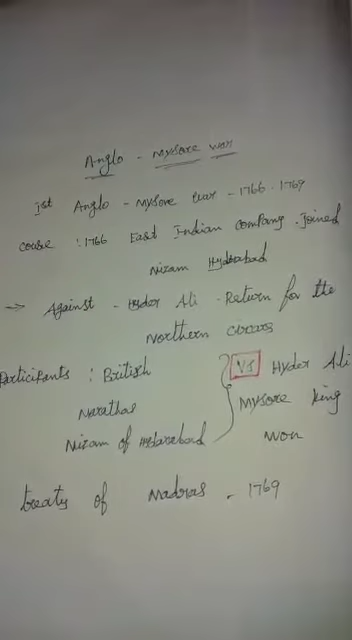 Anglo - Mysore war
1st Anglo - Mysore war - 1766-1769
couse : 1766 East Indian Company joined
Nizam Hyderabad
→ Against - Hyder Ali - Return for the
Northern circars
Participants : British
Marathas
Nizam of Hyderabad
VS Hyder Ali
Mysore king
won
treaty of Madras - 1769